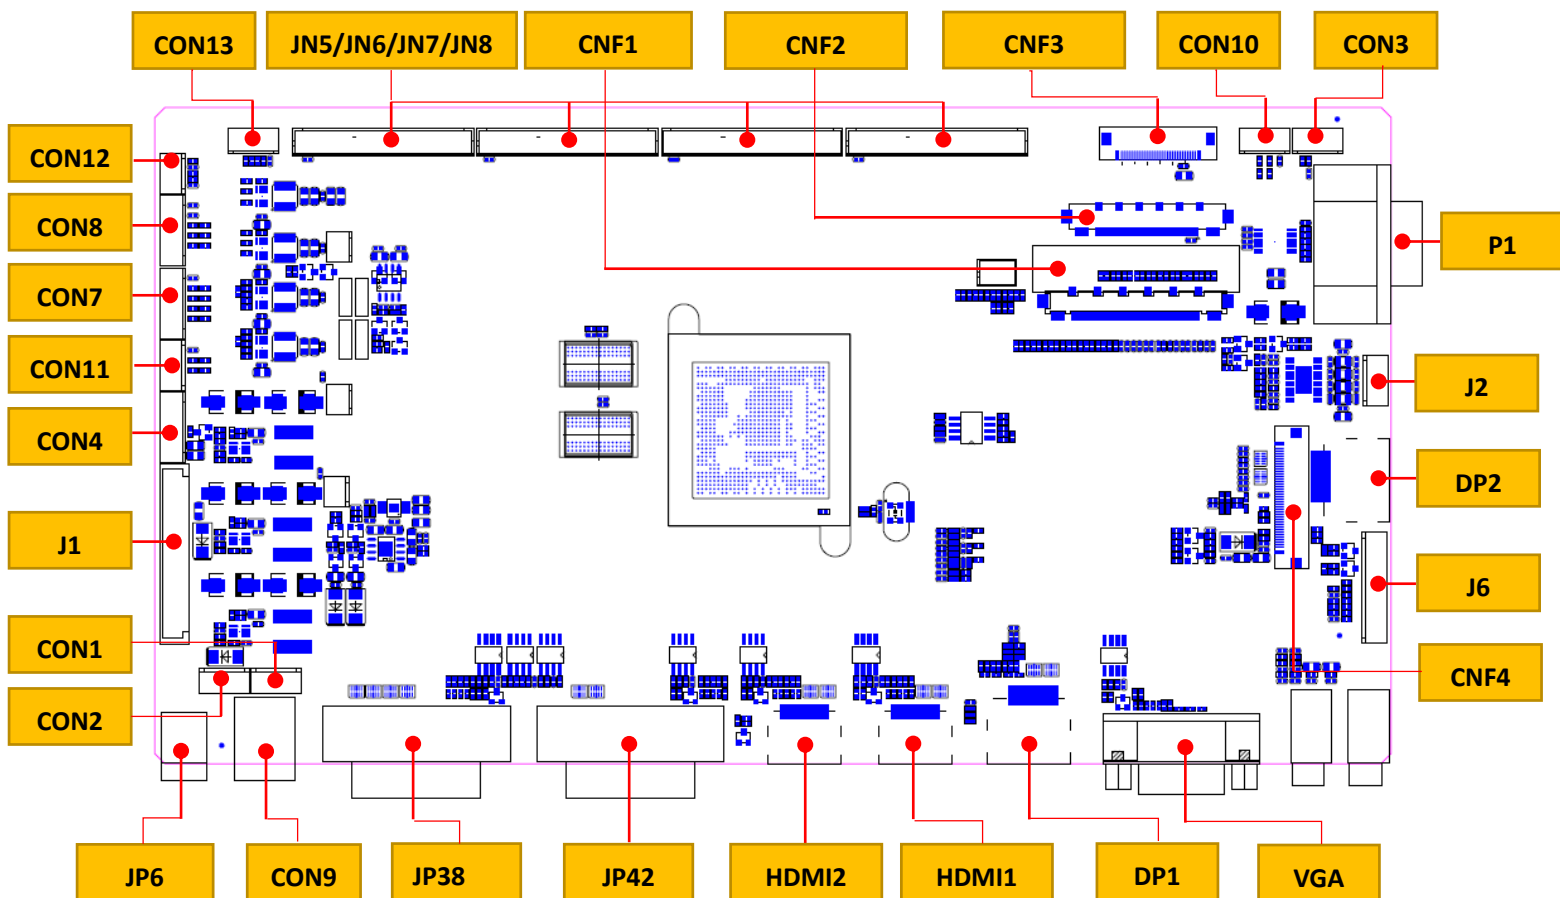 CON13
JN5/JN6/JN7/JN8
CNF1
CNF2
CNF3
CON10
CON3
CON12
CON8
P1
CON7
CON11
J2
CON4
DP2
J1
J6
CON1
CNF4
CON2
JP6
CON9
JP38
JP42
HDMI2
HDMI1
DP1
VGA